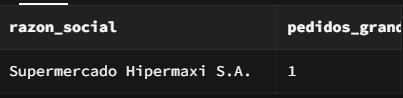 razon_social pedidos_grand
Supermercado Hipermaxi S.A. 1